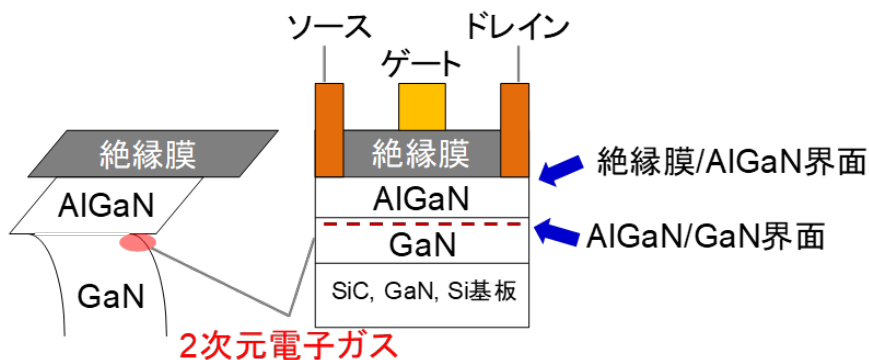 ソース
ドレイン
ゲート
絶縁膜
絶縁膜
絶縁膜/AlGaN界面
AlGaN
AlGaN
AlGaN/GaN界面
GaN
GaN
SiC, GaN, Si基板
2次元電子ガス